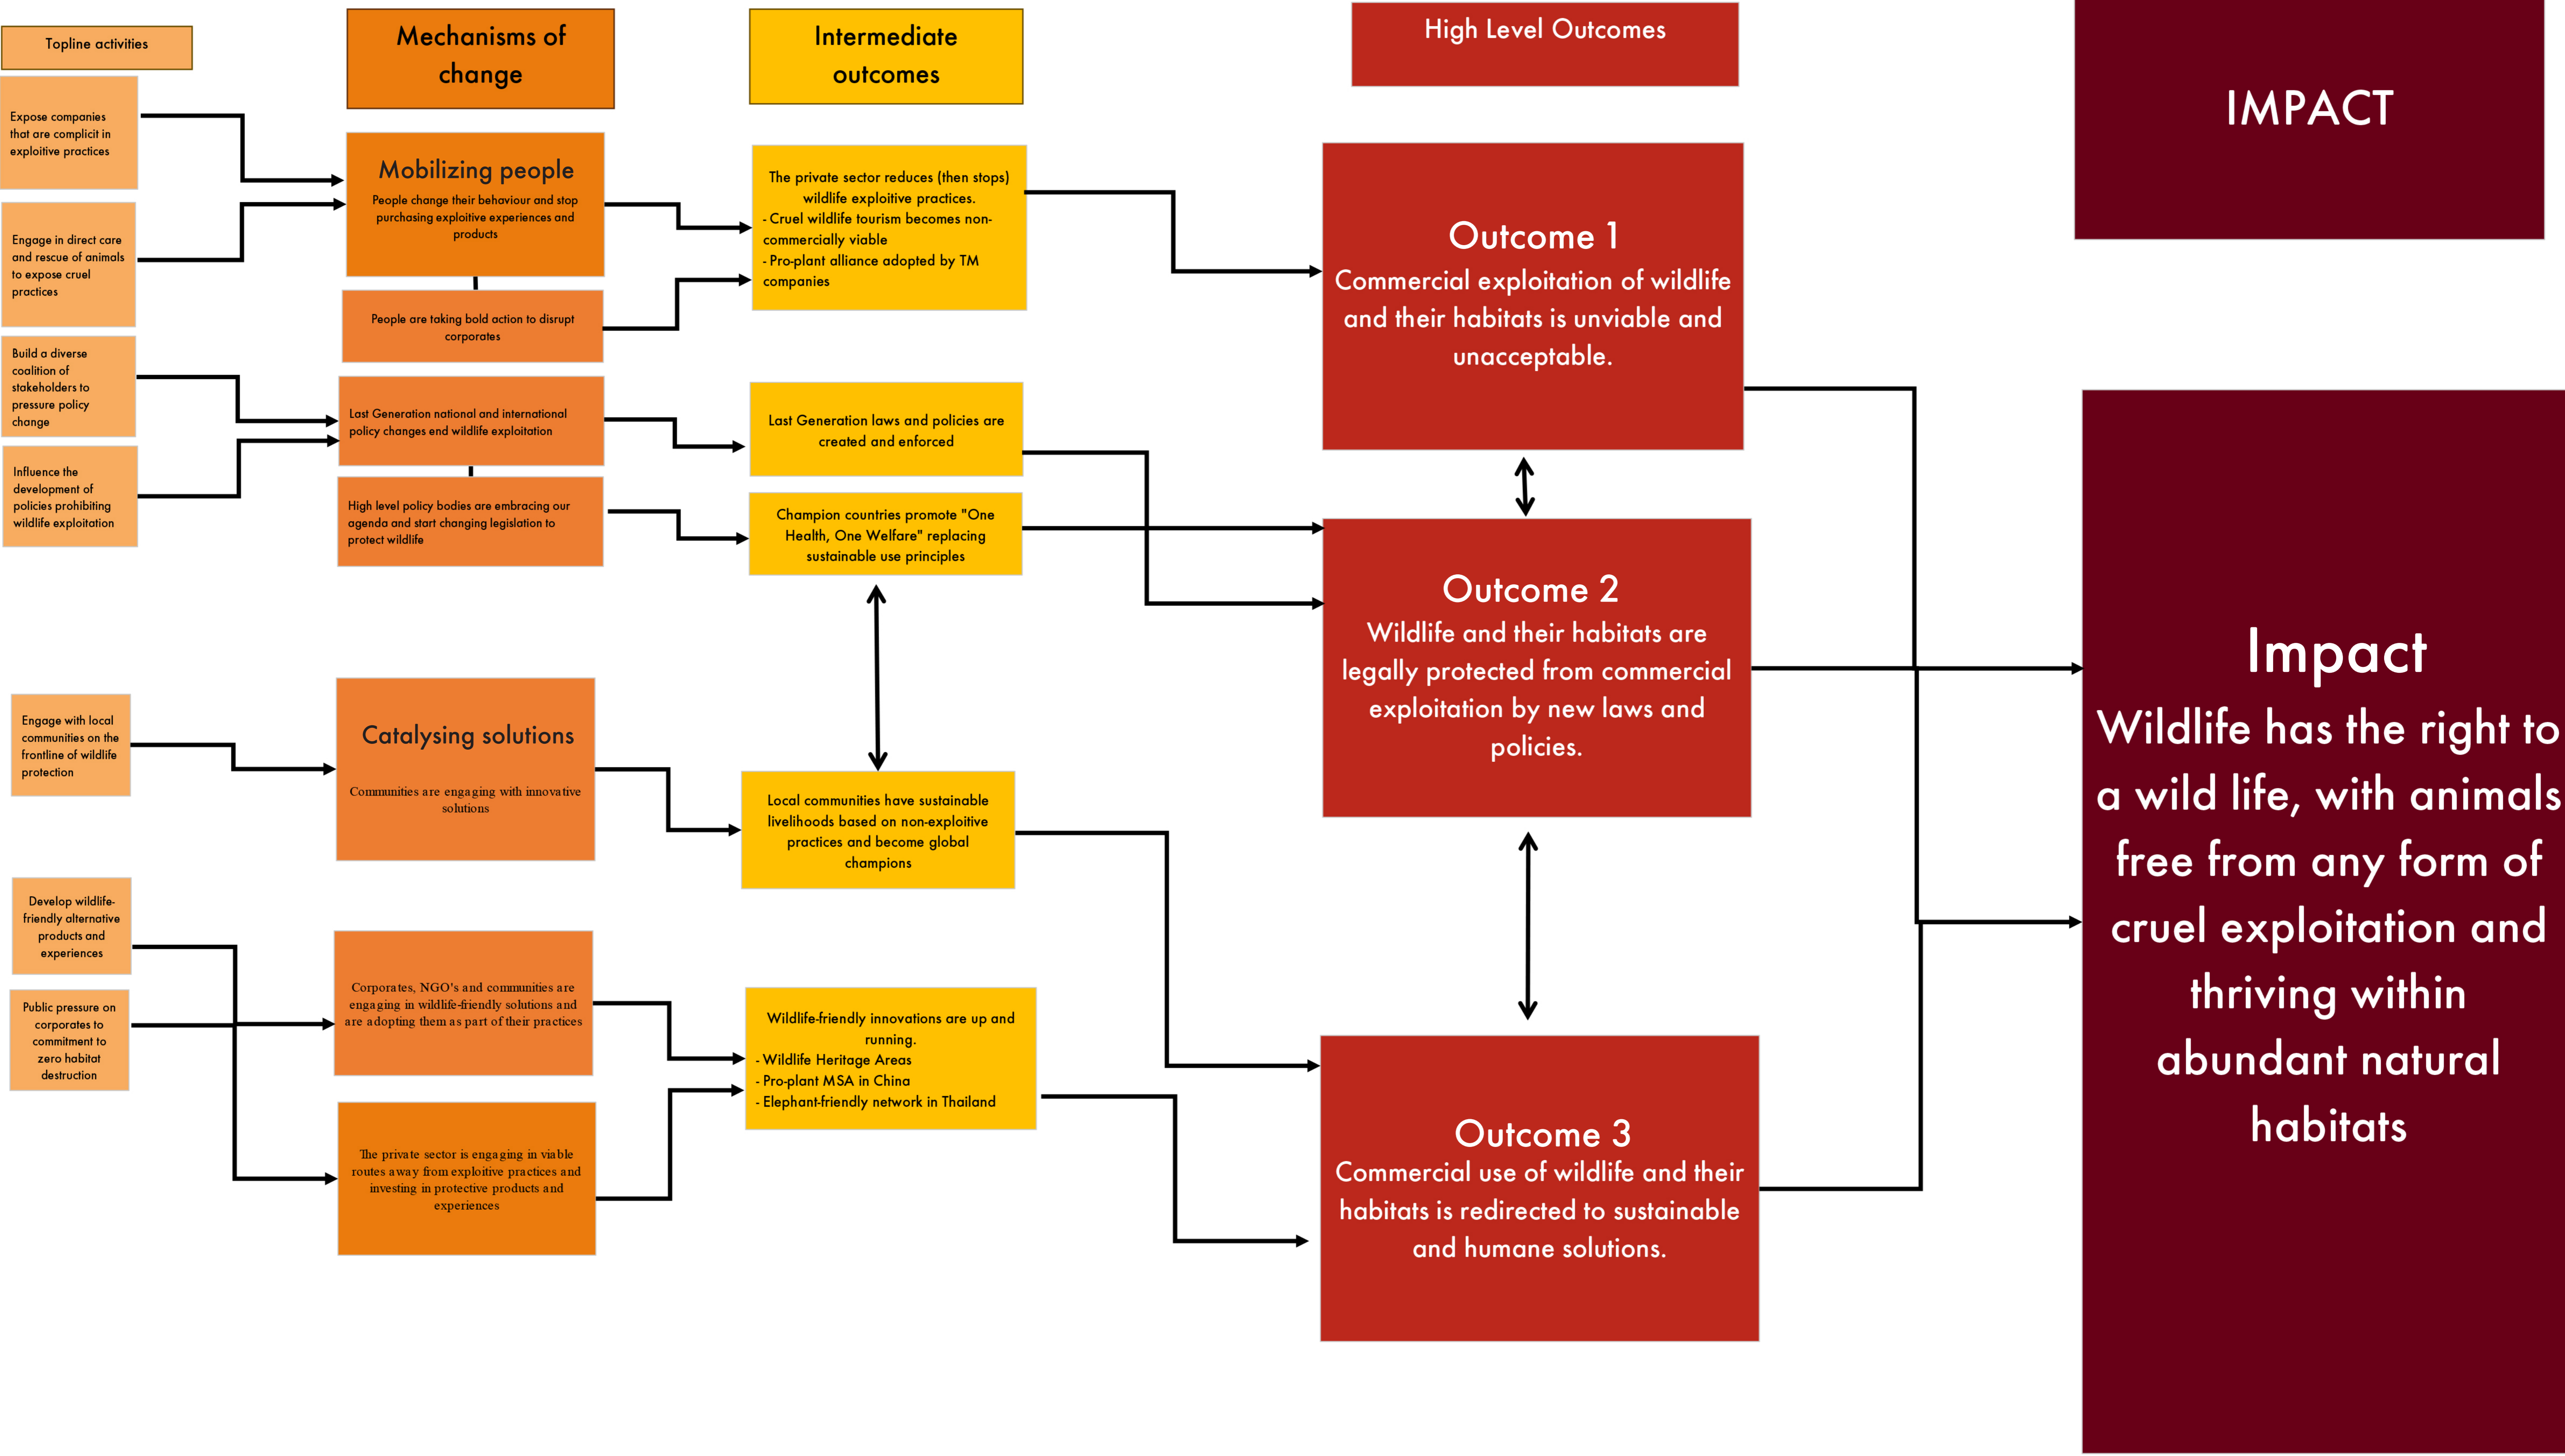 Topline activities
Mechanisms of
change
Intermediate
outcomes
High Level Outcomes
IMPACT
Expose companies
that are complicit in
exploitive practices
Engage in direct care
and rescue of animals
to expose cruel
practices
Build a diverse
coalition of
stakeholders to
pressure policy
change
Influence the
development of
policies prohibiting
wildlife exploitation
Engage with local
communities on the
frontline of wildlife
protection
Develop wildlife-
friendly alternative
products and
experiences
Public pressure on
corporates to
commitment to
zero habitat
destruction
Mobilizing people
People change their behaviour and stop
purchasing exploitive experiences and
products
People are taking bold action to disrupt
corporates
Last Generation national and international
policy changes end wildlife exploitation
High level policy bodies are embracing our
agenda and start changing legislation to
protect wildlife
Catalysing solutions
Communities are engaging with innovative
solutions
Corporates, NGO's and communities are
engaging in wildlife-friendly solutions and
are adopting them as part of their practices
The private sector is engaging in viable
routes away from exploitive practices and
investing in protective products and
experiences
The private sector reduces (then stops)
wildlife exploitive practices.
- Cruel wildlife tourism becomes non-
commercially viable
- Pro-plant alliance adopted by TM
companies
Last Generation laws and policies are
created and enforced
Champion countries promote "One
Health, One Welfare" replacing
sustainable use principles
Local communities have sustainable
livelihoods based on non-exploitive
practices and become global
champions
Wildlife-friendly innovations are up and
running.
- Wildlife Heritage Areas
- Pro-plant MSA in China
- Elephant-friendly network in Thailand
Outcome 1
Commercial exploitation of wildlife
and their habitats is unviable and
unacceptable.
Outcome 2
Wildlife and their habitats are
legally protected from commercial
exploitation by new laws and
policies.
Outcome 3
Commercial use of wildlife and their
habitats is redirected to sustainable
and humane solutions.
Impact
Wildlife has the right to
a wild life, with animals
free from any form of
cruel exploitation and
thriving within
abundant natural
habitats